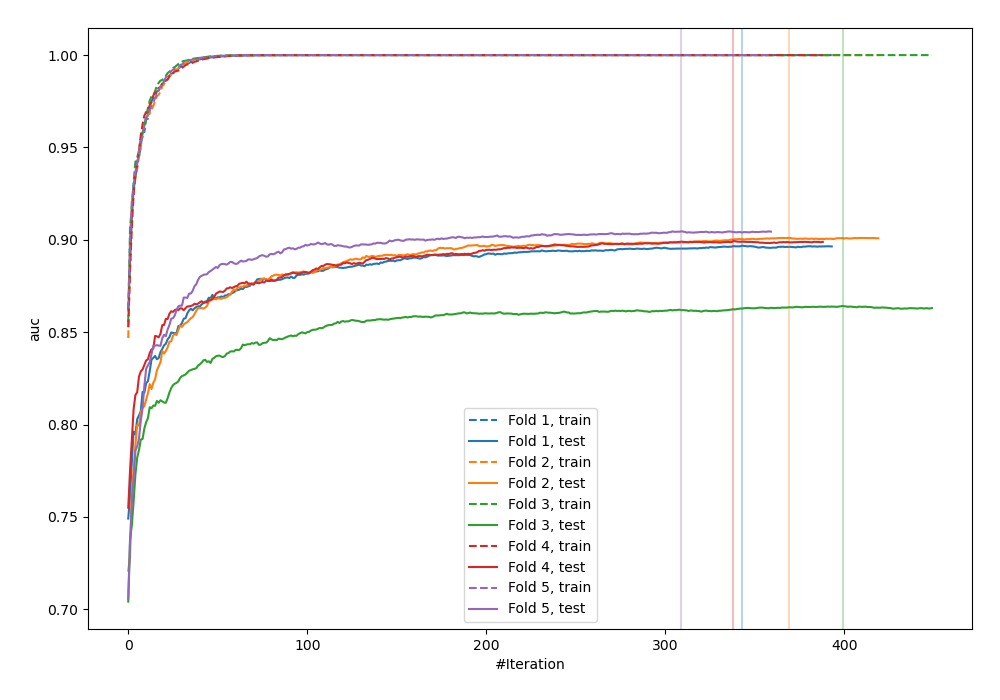 1.00
0.95
0.90
0.85
0.80
0.75
0.70
auc
0
100
200
300
400
#Iteration
Fold 1, train
Fold 1, test
Fold 2, train
Fold 2, test
Fold 3, train
Fold 3, test
Fold 4, train
Fold 4, test
Fold 5, train
Fold 5, test